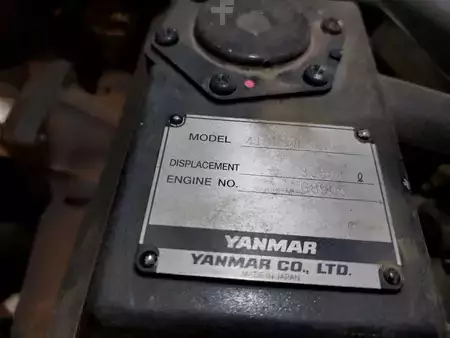 MODEL
DISPLACEMENT ℓ
ENGINE NO.
YANMAR
YANMAR CO., LTD.
MADE IN JAPAN